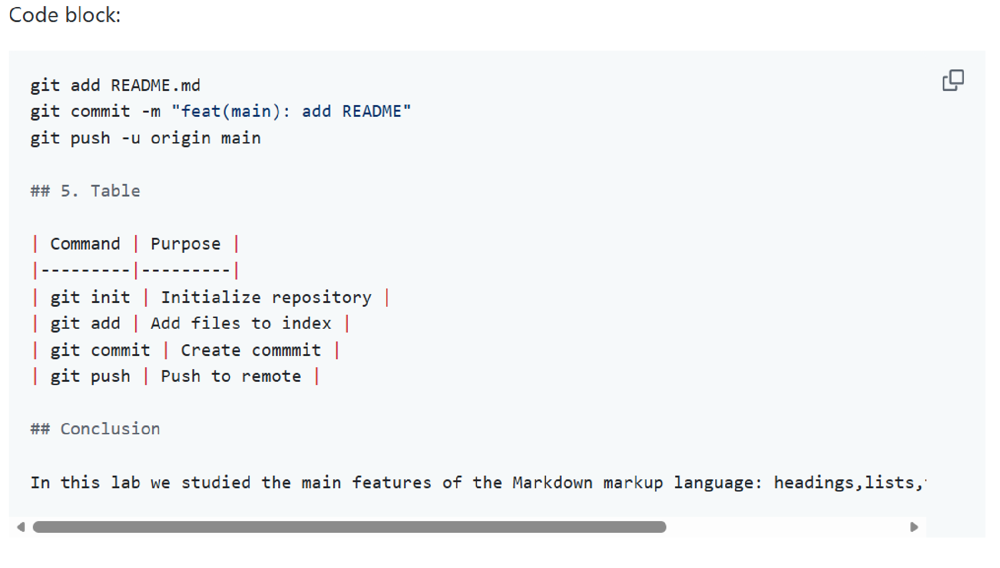 Code block:
git add README.md
git commit -m "feat(main): add README"
git push -u origin main
## 5. Table
| Command | Purpose |
|---------|---------|
| git init | Initialize repository |
| git add | Add files to index |
| git commit | Create commmit |
| git push | Push to remote |
## Conclusion
In this lab we studied the main features of the Markdown markup language: headings,lists,